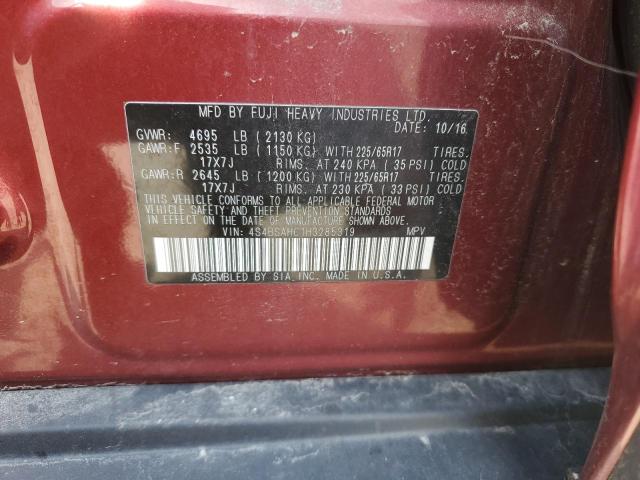 MFD BY FUJI HEAVY INDUSTRIES LTD.
DATE: 10/16
GVWR: 4695 LB (2130 KG)
GAWR:F 2535 LB (1150 KG) WITH 225/65R17 TIRES.
17X7J RIMS. AT 240 KPA (35 PSI) COLD
GAWR:R 2645 LB (1200 KG) WITH 225/65R17 TIRES.
17X7J RIMS. AT 230 KPA (33 PSI) COLD
THIS VEHICLE CONFORMS TO ALL APPLICABLE FEDERAL MOTOR
VEHICLE SAFETY AND THEFT PREVENTION STANDARDS
IN EFFECT ON THE DATE OF MANUFACTURE SHOWN ABOVE.
VIN: 4S4BSAHC1H3285319 MPV
ASSEMBLED BY SIA, INC. MADE IN U.S.A.